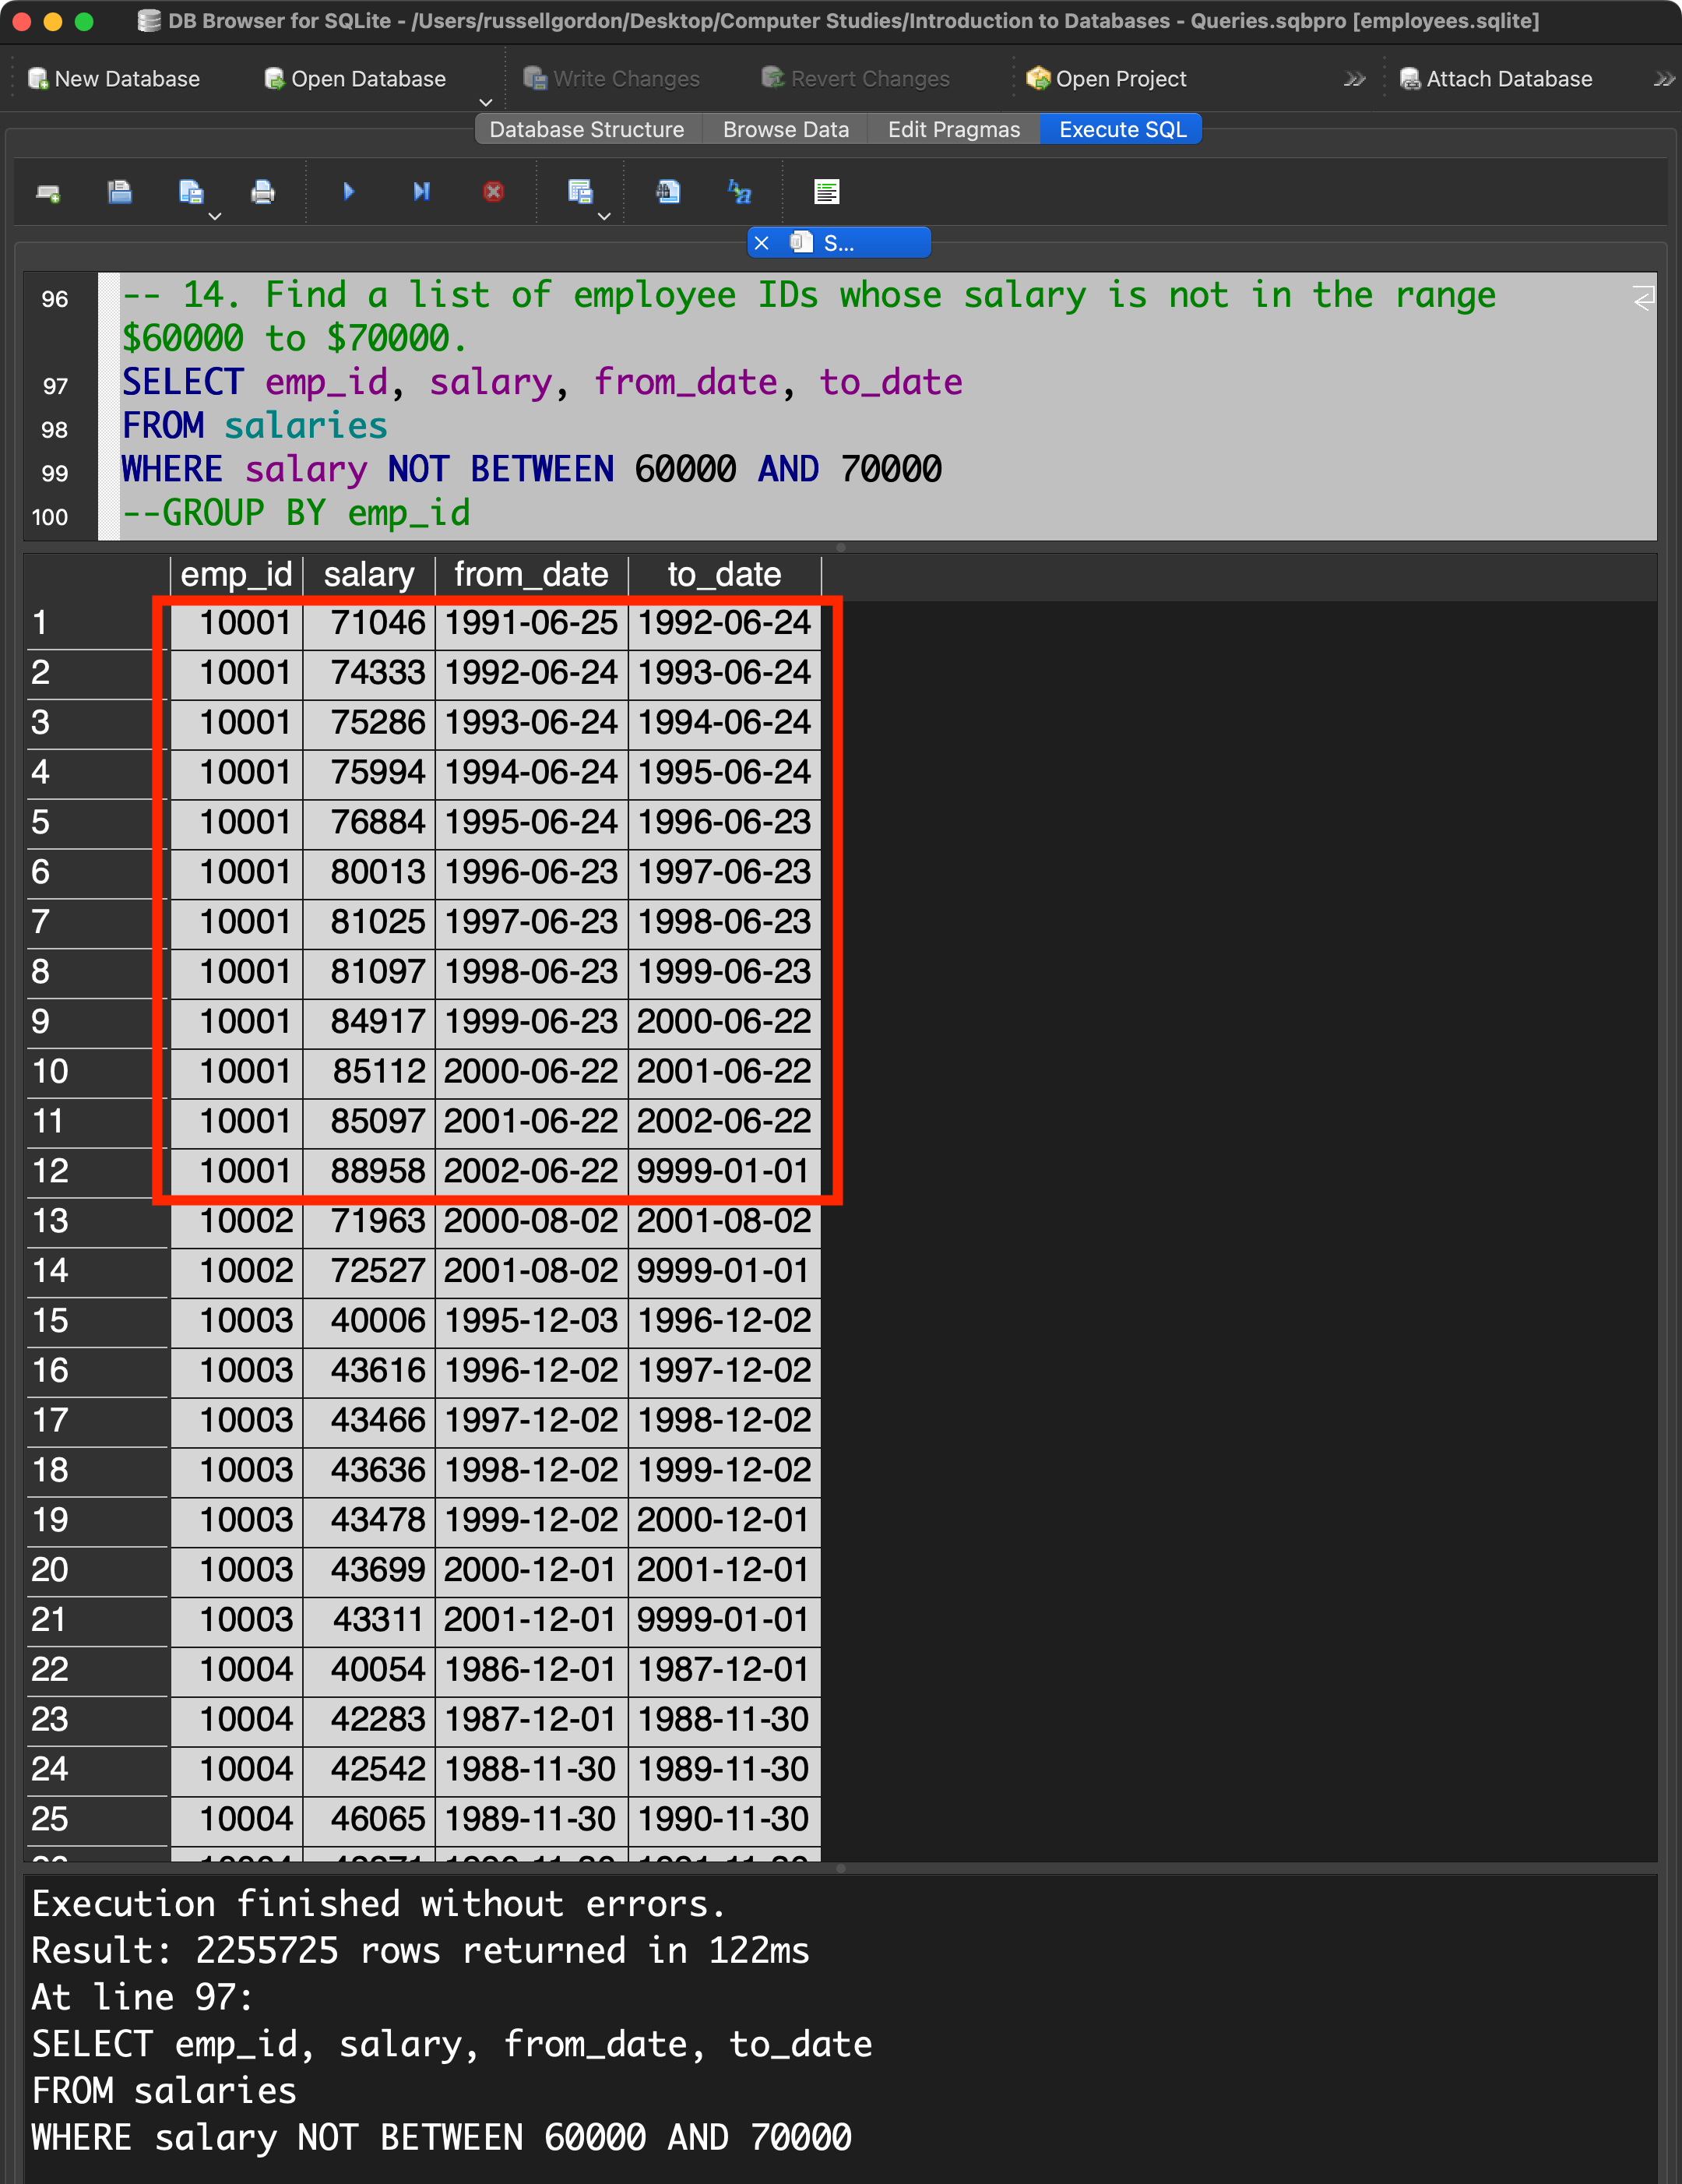 DB Browser for SQLite - /Users/russellgordon/Desktop/Computer Studies/Introduction to Databases - Queries.sqbpro [employees.sqlite]
New Database Open Database Write Changes Revert Changes Open Project Attach Database
Database Structure Browse Data Edit Pragmas Execute SQL
S...
96 -- 14. Find a list of employee IDs whose salary is not in the range
$60000 to $70000.
97 SELECT emp_id, salary, from_date, to_date
98 FROM salaries
99 WHERE salary NOT BETWEEN 60000 AND 70000
100 --GROUP BY emp_id
emp_id salary from_date to_date
1 10001 71046 1991-06-25 1992-06-24
2 10001 74333 1992-06-24 1993-06-24
3 10001 75286 1993-06-24 1994-06-24
4 10001 75994 1994-06-24 1995-06-24
5 10001 76884 1995-06-24 1996-06-23
6 10001 80013 1996-06-23 1997-06-23
7 10001 81025 1997-06-23 1998-06-23
8 10001 81097 1998-06-23 1999-06-23
9 10001 84917 1999-06-23 2000-06-22
10 10001 85112 2000-06-22 2001-06-22
11 10001 85097 2001-06-22 2002-06-22
12 10001 88958 2002-06-22 9999-01-01
13 10002 71963 2000-08-02 2001-08-02
14 10002 72527 2001-08-02 9999-01-01
15 10003 40006 1995-12-03 1996-12-02
16 10003 43616 1996-12-02 1997-12-02
17 10003 43466 1997-12-02 1998-12-02
18 10003 43636 1998-12-02 1999-12-02
19 10003 43478 1999-12-02 2000-12-01
20 10003 43699 2000-12-01 2001-12-01
21 10003 43311 2001-12-01 9999-01-01
22 10004 40054 1986-12-01 1987-12-01
23 10004 42283 1987-12-01 1988-11-30
24 10004 42542 1988-11-30 1989-11-30
25 10004 46065 1989-11-30 1990-11-30
Execution finished without errors.
Result: 2255725 rows returned in 122ms
At line 97:
SELECT emp_id, salary, from_date, to_date
FROM salaries
WHERE salary NOT BETWEEN 60000 AND 70000